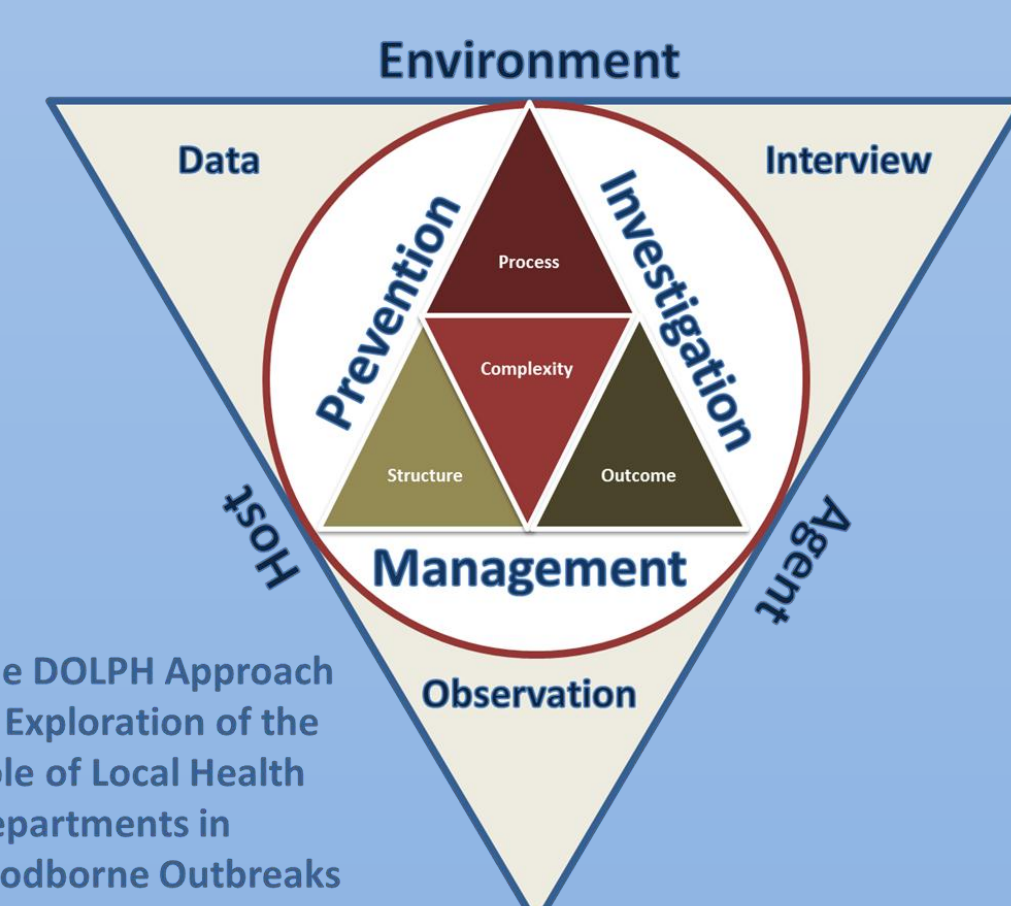 Environment
Data
Interview
Prevention
Investigation
Process
Complexity
Structure
Outcome
Host
Agent
Management
Observation
e DOLPH Approach
Exploration of the
le of Local Health
epartments in
odborne Outbreaks